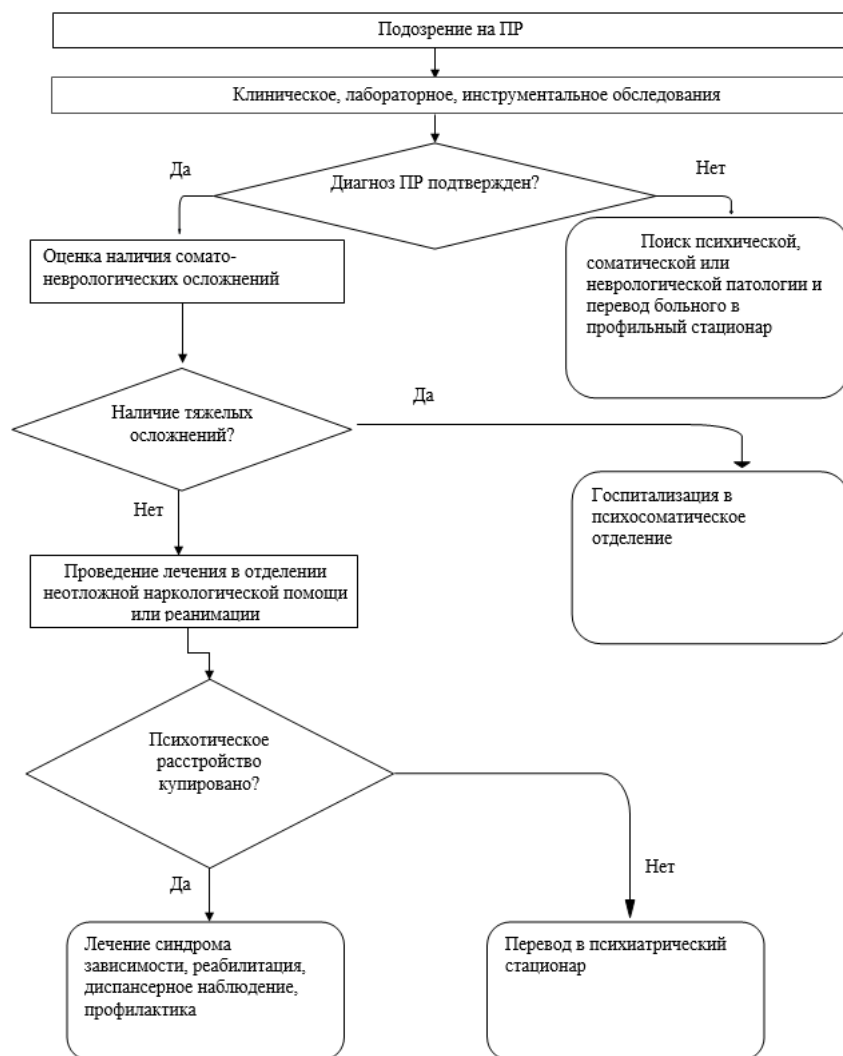 Подозрение на ПР
Клиническое, лабораторное, инструментальное обследования
Да
Диагноз ПР подтвержден?
Нет
Оценка наличия сомато-
неврологических осложнений
Поиск психической,
соматической или
неврологической патологии и
перевод больного в
профильный стационар
Наличие тяжелых
осложнений?
Да
Нет
Госпитализация в
психосоматическое
отделение
Проведение лечения в отделении
неотложной наркологической помощи
или реанимации
Психотическое
расстройство
купировано?
Да
Нет
Лечение синдрома
зависимости, реабилитация,
диспансерное наблюдение,
профилактика
Перевод в психиатрический
стационар